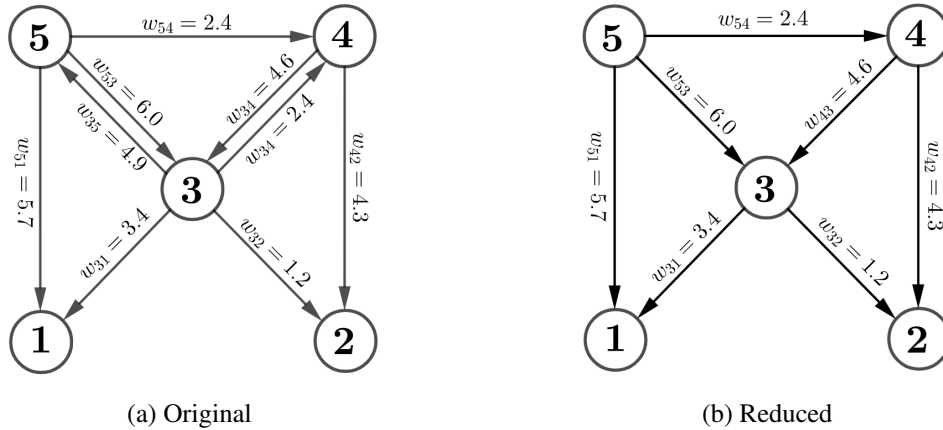 5
w54 = 2.4
4
w53 = 6.0
w35 = 4.9
w34 = 4.6
w34 = 2.4
w51 = 5.7
w42 = 4.3
3
w31 = 3.4
w32 = 1.2
1
2
(a) Original
5
w54 = 2.4
4
w53 = 6.0
w43 = 4.6
w51 = 5.7
w42 = 4.3
3
w31 = 3.4
w32 = 1.2
1
2
(b) Reduced